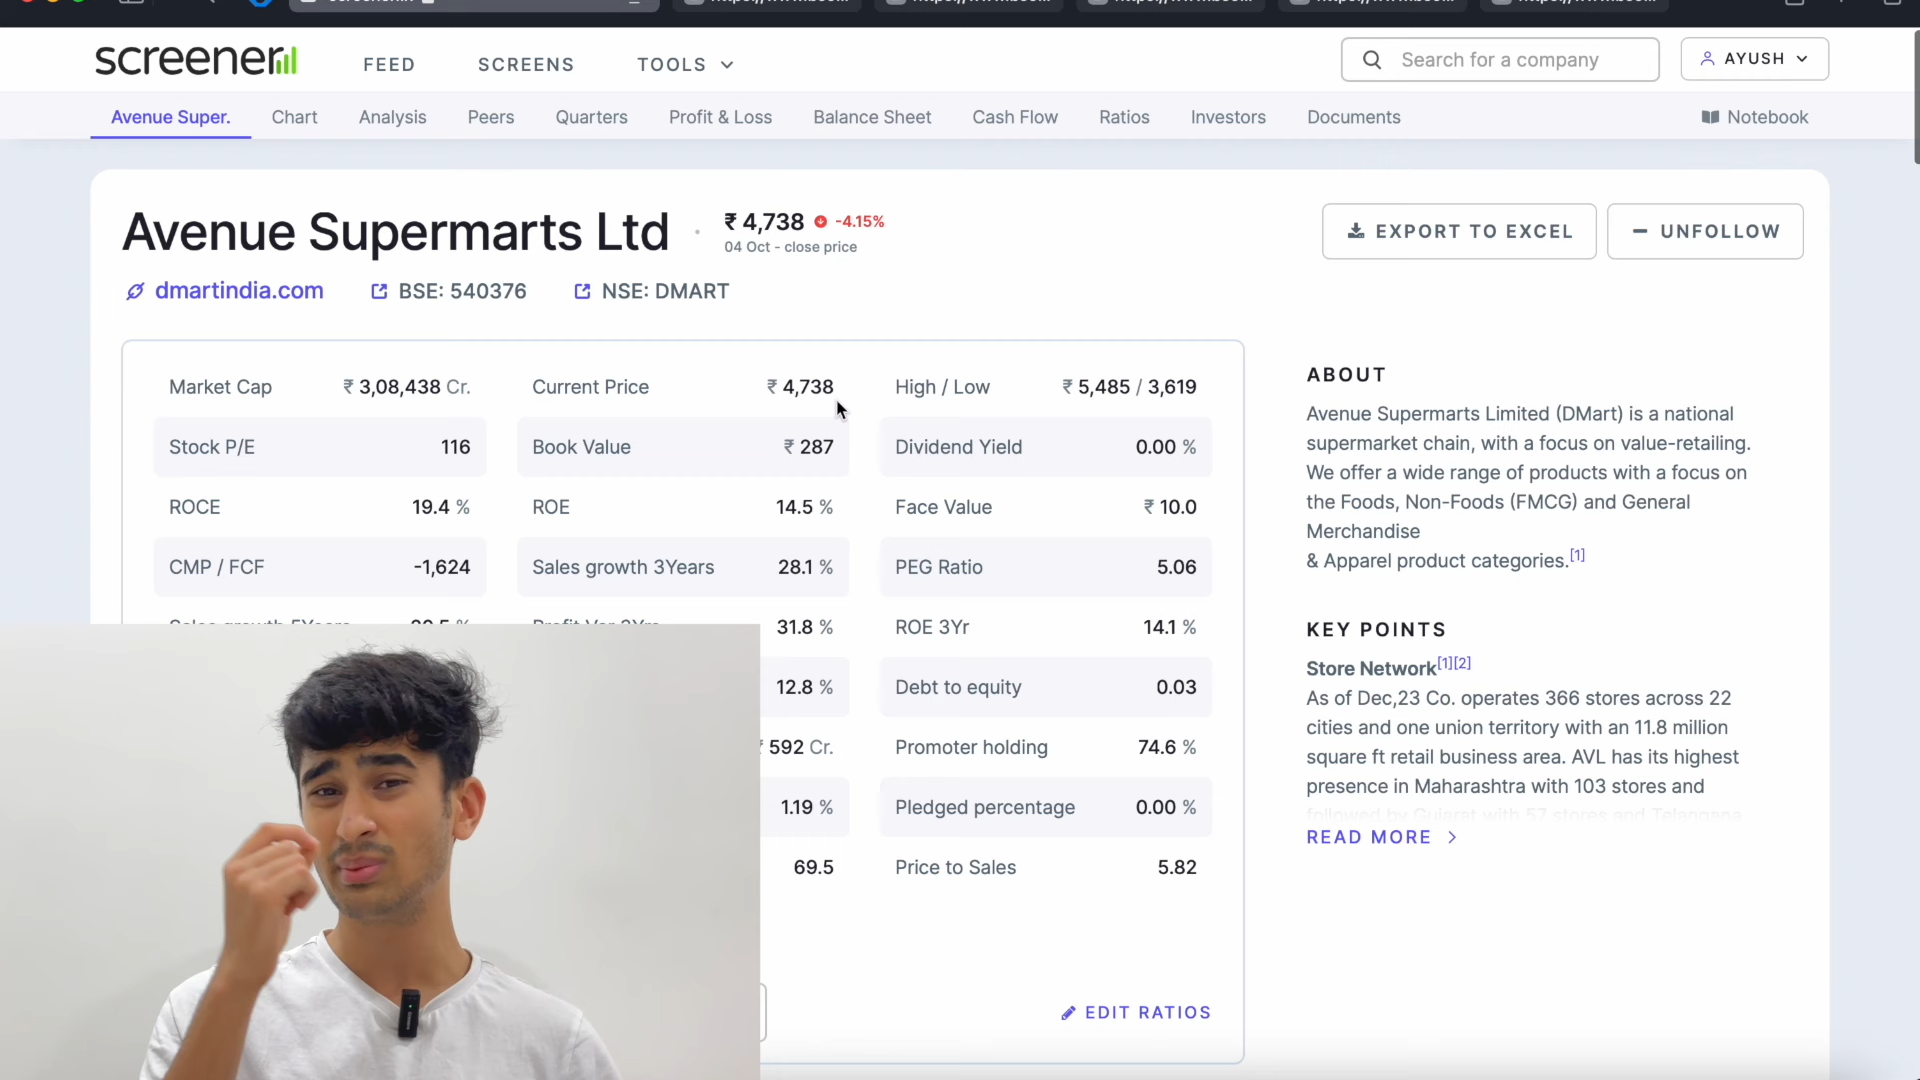 screener
FEED
SCREENS
TOOLS
Search for a company
AYUSH
Avenue Super.
Chart
Analysis
Peers
Quarters
Profit & Loss
Balance Sheet
Cash Flow
Ratios
Investors
Documents
Notebook
Avenue Supermarts Ltd
₹ 4,738 -4.15%
04 Oct - close price
EXPORT TO EXCEL
UNFOLLOW
dmartindia.com
BSE: 540376
NSE: DMART
Market Cap ₹ 3,08,438 Cr.
Current Price ₹ 4,738
High / Low ₹ 5,485 / 3,619
Stock P/E 116
Book Value ₹ 287
Dividend Yield 0.00 %
ROCE 19.4 %
ROE 14.5 %
Face Value ₹ 10.0
CMP / FCF -1,624
Sales growth 3Years 28.1 %
PEG Ratio 5.06
31.8 %
ROE 3Yr 14.1 %
12.8 %
Debt to equity 0.03
₹ 592 Cr.
Promoter holding 74.6 %
1.19 %
Pledged percentage 0.00 %
69.5
Price to Sales 5.82
EDIT RATIOS
ABOUT
Avenue Supermarts Limited (DMart) is a national
supermarket chain, with a focus on value-retailing.
We offer a wide range of products with a focus on
the Foods, Non-Foods (FMCG) and General
Merchandise
& Apparel product categories.[1]
KEY POINTS
Store Network[1][2]
As of Dec,23 Co. operates 366 stores across 22
cities and one union territory with an 11.8 million
square ft retail business area. AVL has its highest
presence in Maharashtra with 103 stores and
followed by Gujarat with 57 stores and Telangana
READ MORE